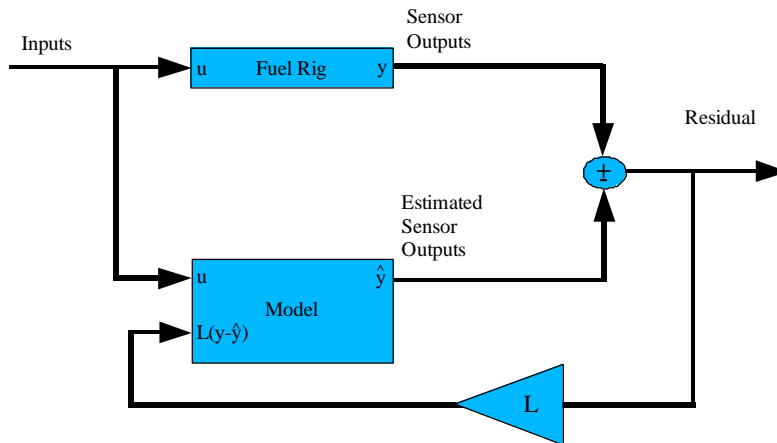 Sensor
Outputs
Inputs
u Fuel Rig y
Residual
±
Estimated
Sensor
Outputs
u ŷ
Model
L(y-ŷ)
L